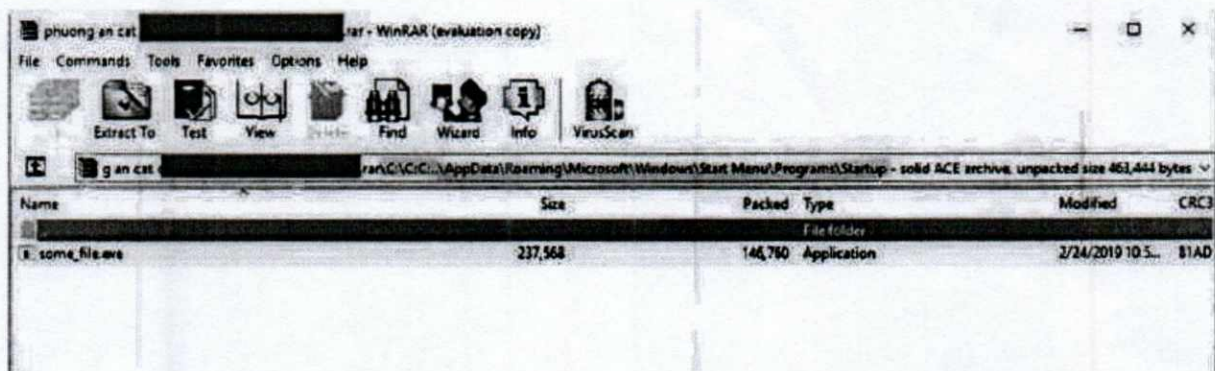 phuong an cat .rar - WinRAR (evaluation copy)
File Commands Tools Favorites Options Help
Extract To Test View Delete Find Wizard Info VirusScan
g an cat .rar\C:\C:C:..\AppData\Roaming\Microsoft\Windows\Start Menu\Programs\Startup - solid ACE archive, unpacked size 463,444 bytes
Name Size Packed Type Modified CRC3
File folder
some_file.exe 237,568 146,760 Application 2/24/2019 10:5... 81AD